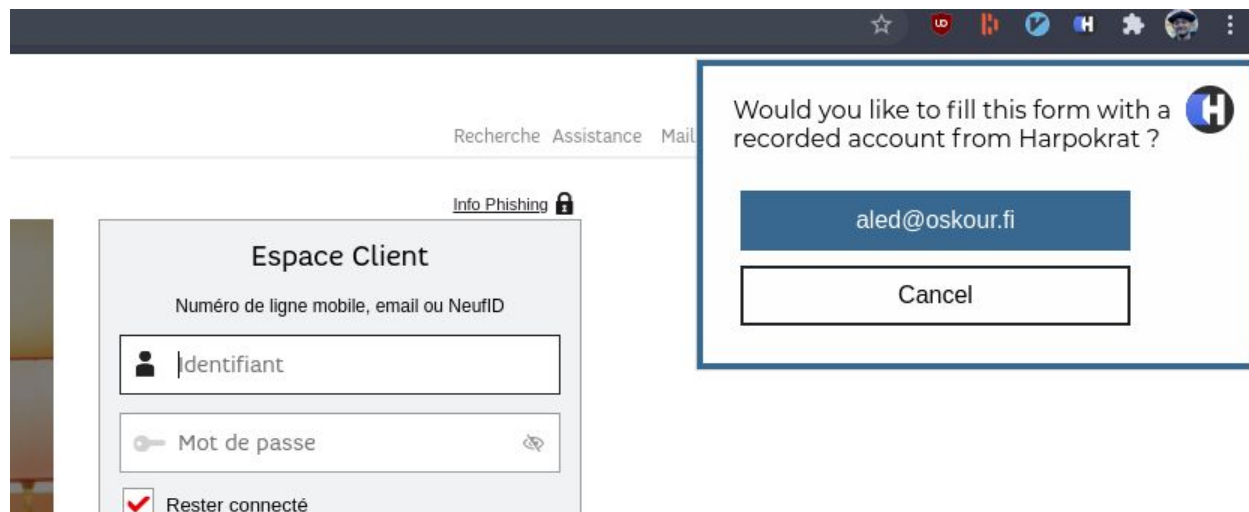 Would you like to fill this form with a
recorded account from Harpokrat ?
aled@oskour.fi
Cancel
Recherche Assistance Mail
Info Phishing
Espace Client
Numéro de ligne mobile, email ou NeufID
Identifiant
Mot de passe
Rester connecté